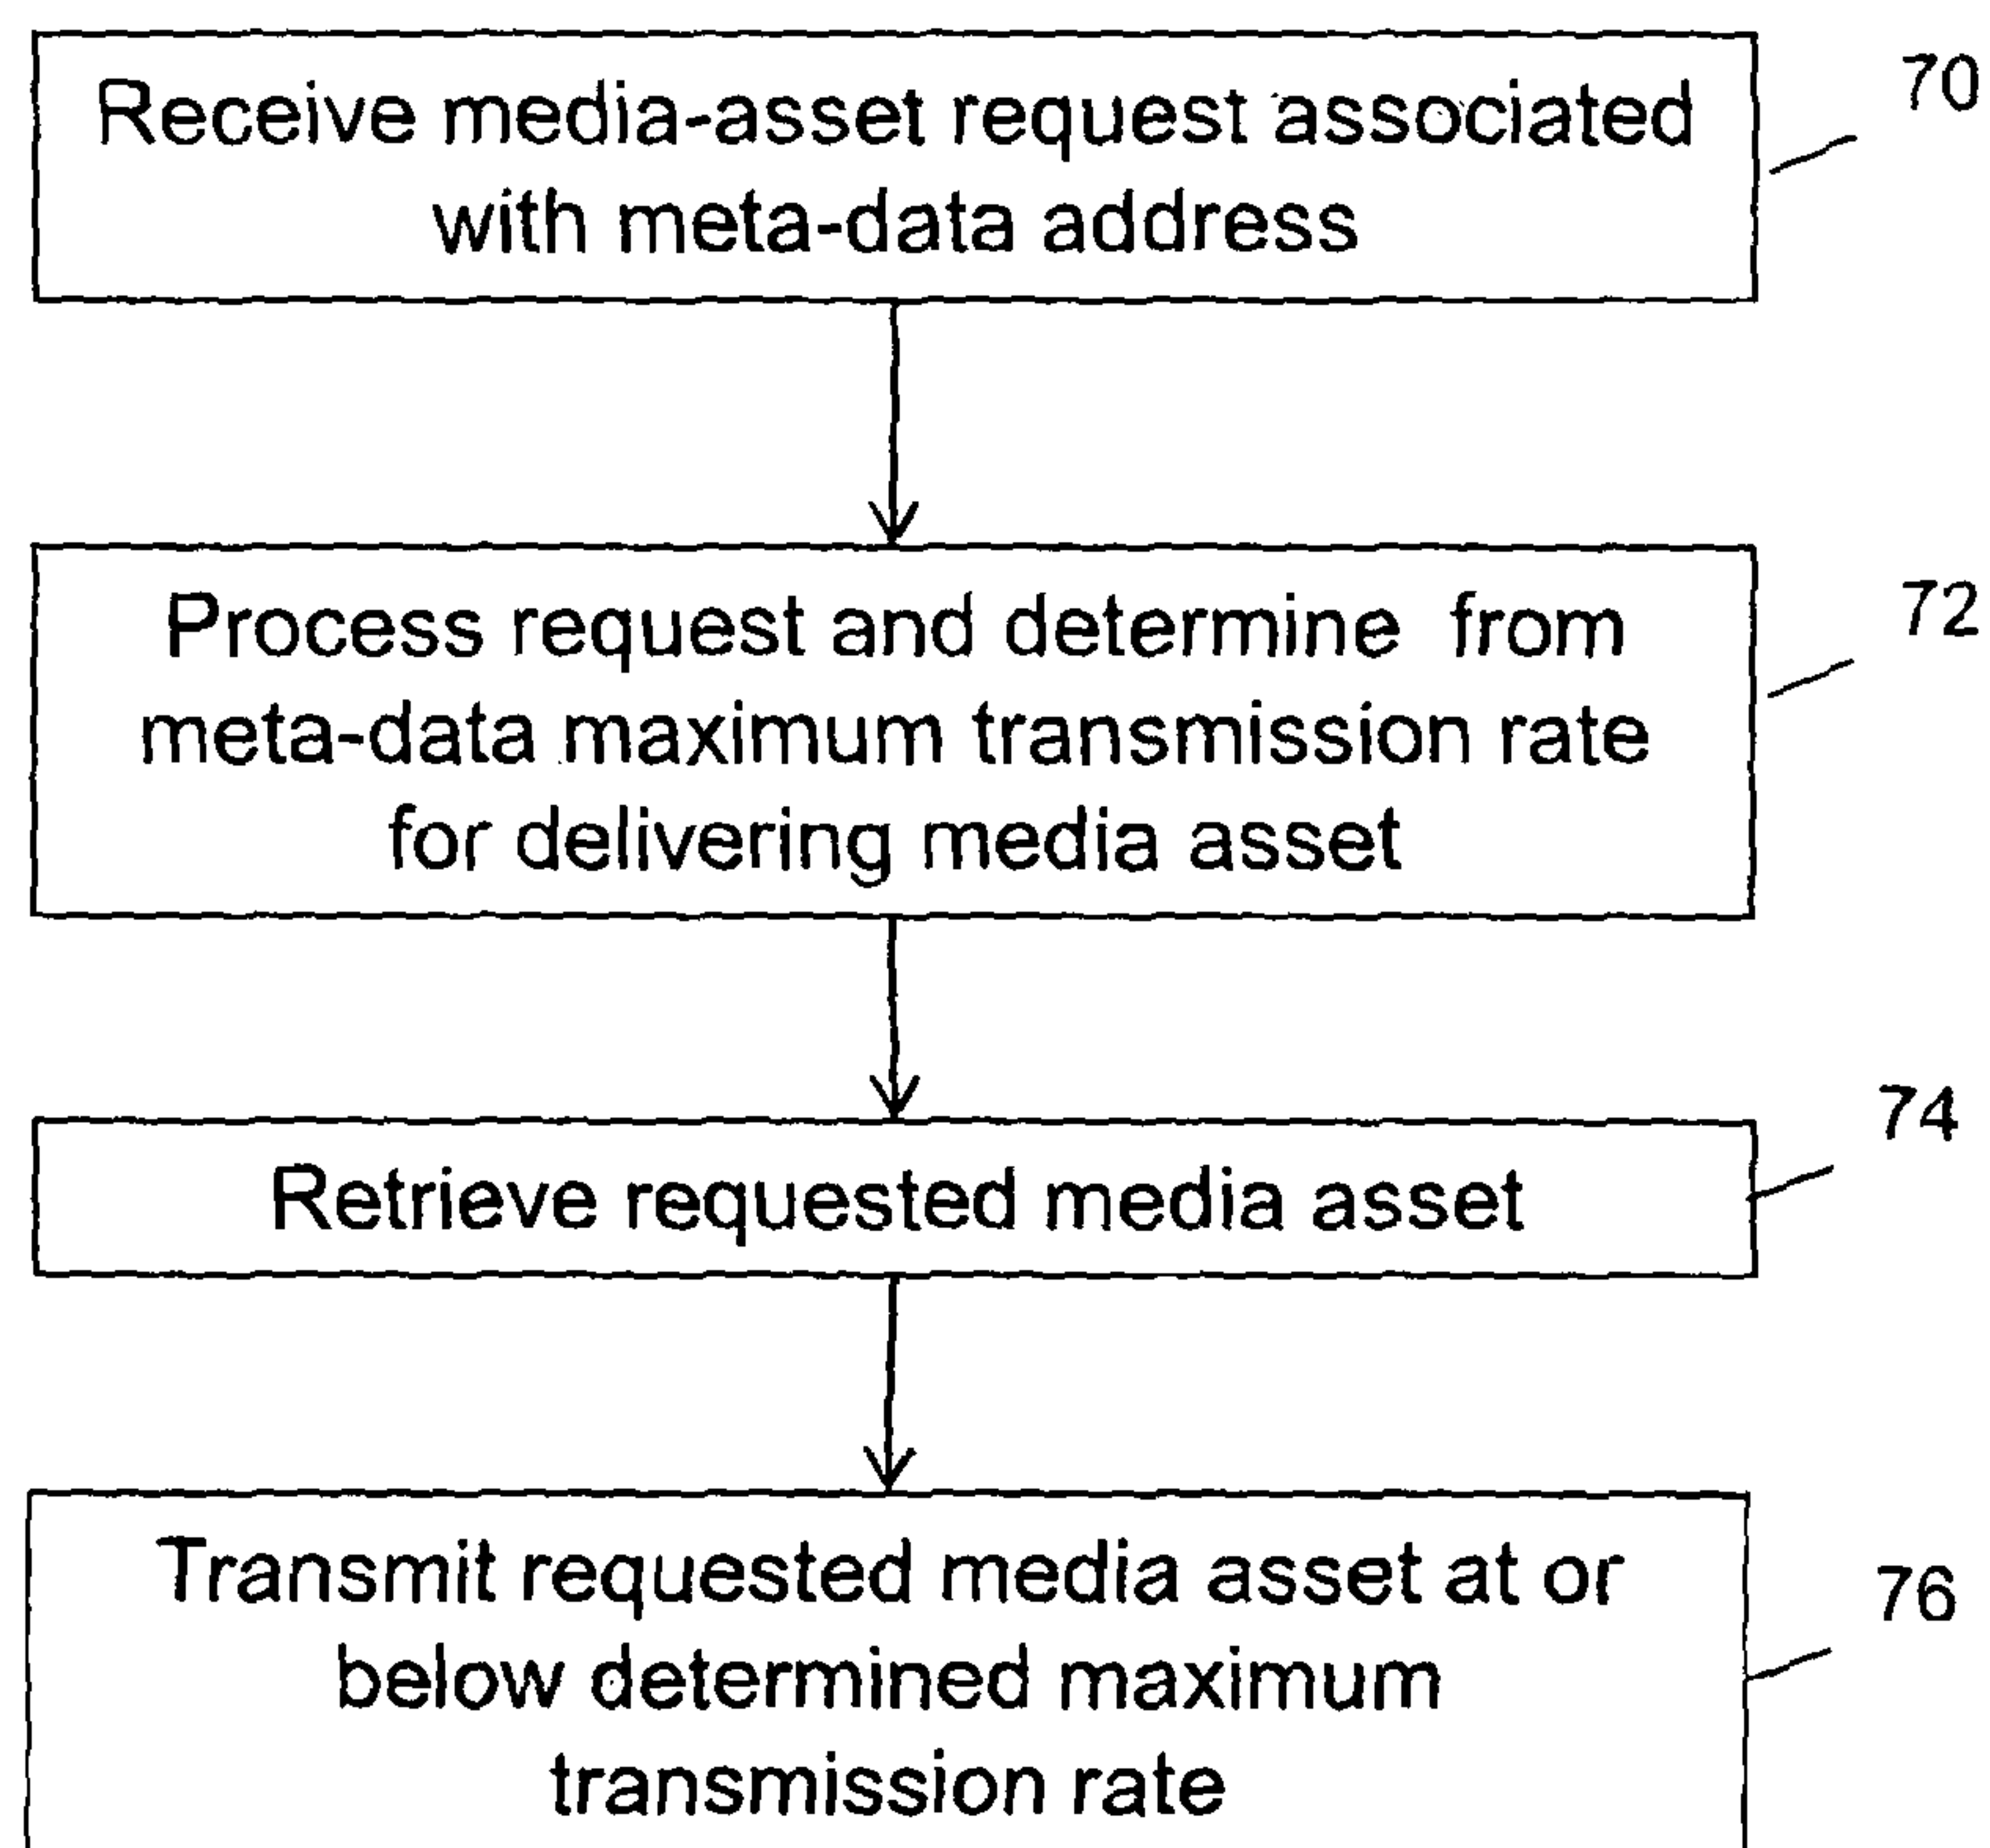 Receive media-asset request associated
with meta-data address
70
Process request and determine from
meta-data maximum transmission rate
for delivering media asset
72
Retrieve requested media asset
74
Transmit requested media asset at or
below determined maximum
transmission rate
76